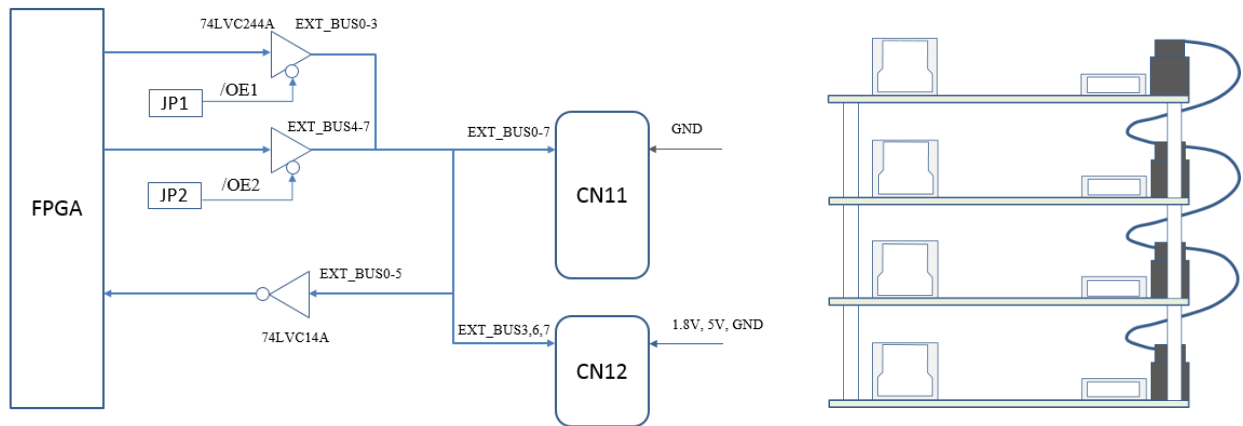 74LVC244A
EXT_BUS0-3
/OE1
JP1
EXT_BUS4-7
/OE2
JP2
FPGA
EXT_BUS0-7
GND
CN11
EXT_BUS0-5
74LVC14A
EXT_BUS3,6,7
1.8V, 5V, GND
CN12